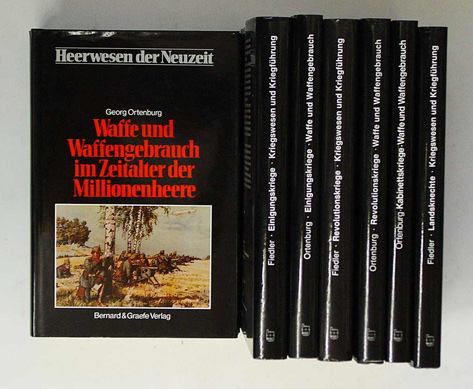 Heerwesen der Neuzeit
Georg Ortenburg
Waffe und
Waffengebrauch
im Zeitalter der
Millionenheere
Bernard & Graefe Verlag
Fiedler · Einigungskriege · Kriegswesen und Kriegführung
Ortenburg · Einigungskriege · Waffe und Waffengebrauch
Fiedler · Revolutionskriege · Kriegswesen und Kriegführung
Ortenburg · Revolutionskriege · Waffe und Waffengebrauch
Ortenburg·Kabinettskriege·Waffe und Waffengebrauch
Fiedler · Landsknechte · Kriegswesen und Kriegführung